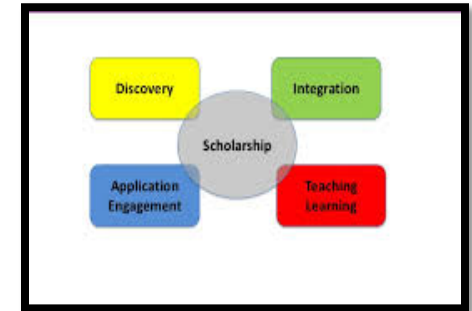 Discovery
Integration
Scholarship
Application
Engagement
Teaching
Learning